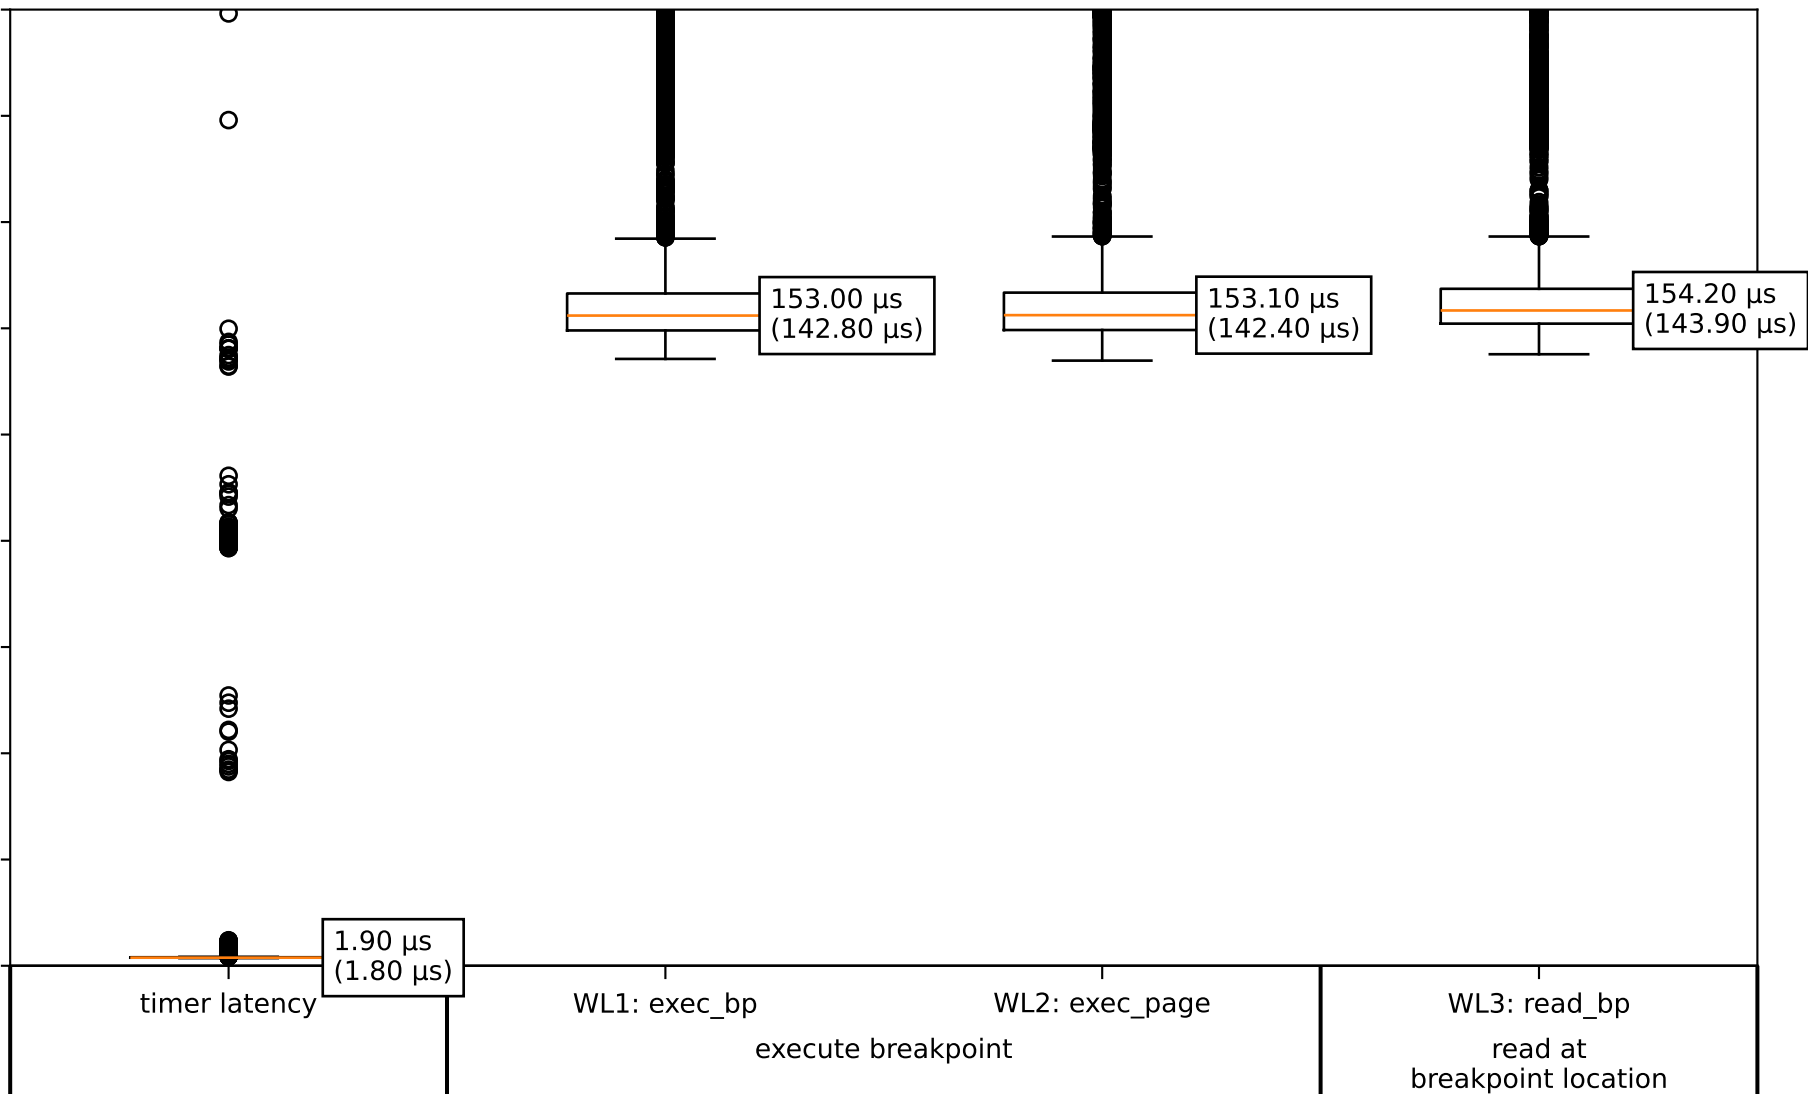 153.00 µs
(142.80 µs)
153.10 µs
(142.40 µs)
154.20 µs
(143.90 µs)
1.90 µs
(1.80 µs)
timer latency
WL1: exec_bp
WL2: exec_page
WL3: read_bp
execute breakpoint
read at
breakpoint location